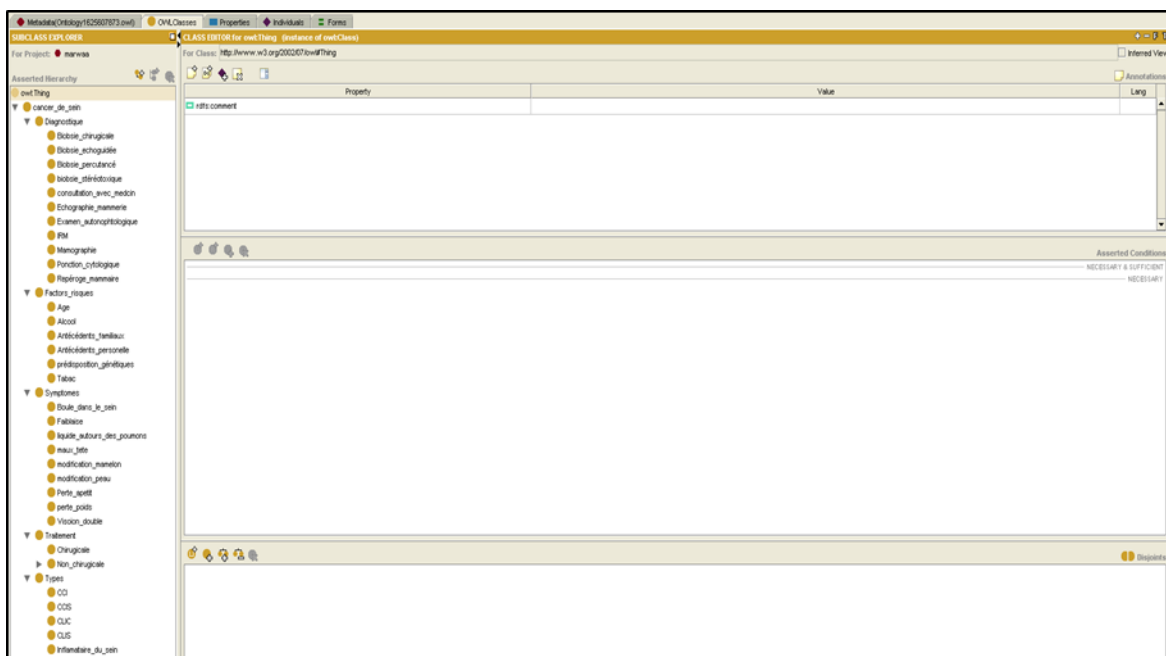 Metadata(Ontology1625607873.owl) OWLClasses Properties Individuals Forms
SUBCLASS EXPLORER
CLASS EDITOR for owl:Thing (instance of owl:Class)
For Project: marwaa
For Class: http://www.w3.org/2002/07/owl#Thing
Inferred View
Asserted Hierarchy
Annotations
Property Value Lang
rdfs:comment
owl:Thing
cancer_de_sein
Diagnostique
Biobsie_chirugicale
Biobsie_echoguidée
Biobsie_percutancé
biobsie_stéréotoxique
consultation_avec_medcin
Echographie_mammerie
Examen_autonophtologique
IRM
Mamographie
Ponction_cytologique
Repéroge_mammaire
Factors_risques
Age
Alcool
Antécédents_familiaux
Antécédents_personelle
prédisposition_génétiques
Tabac
Symptomes
Boule_dans_le_sein
Faiblaise
liquide_autours_des_poumons
maux_tete
modification_mamelon
modification_peau
Perte_apetit
perte_poids
Vission_double
Traitement
Chirugicale
Non_chirugicale
Types
CCI
CCIS
CLIC
CLIS
Inflamataire_du_sein
Asserted Conditions
NECESSARY & SUFFICIENT
NECESSARY
Disjoints